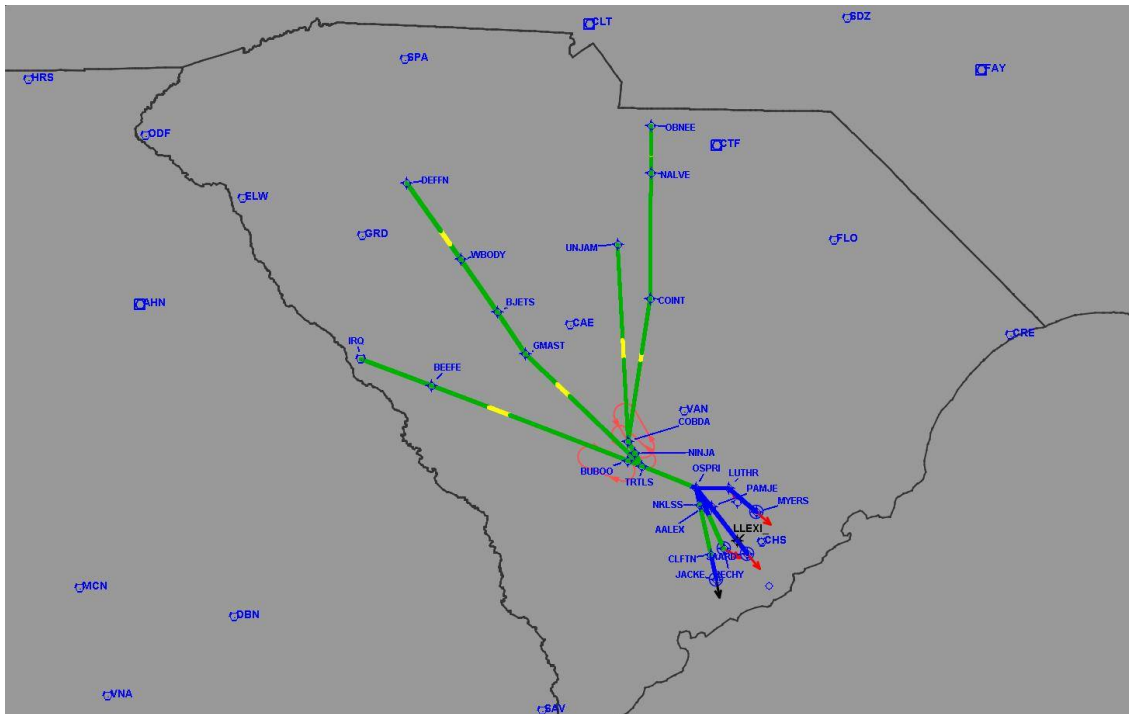 SDZ
CLT
SPA
FAY
HRS
OBNEE
ODF
CTF
NALVE
DEFFN
ELW
GRD
FLO
WBODY
UNJAM
AHN
COINT
BJETS
CAE
CRE
IRQ
GMAST
BEEFE
VAN
COBDA
NINJA
BUBOO
OSPRI
LUTHR
TRTLS
PAMJE
NKLSS
MYERS
AALEX
LLEXI
CHS
CLFTN
JACKE
MCN
DBN
VNA
SAV